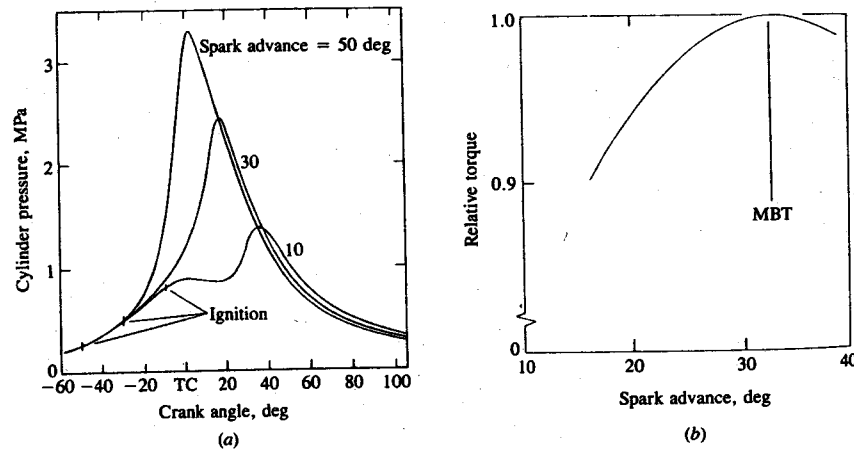 Spark advance = 50 deg
30
10
Ignition
Cylinder pressure, MPa
3
2
1
0
−60 −40 −20 TC 20 40 60 80 100
Crank angle, deg
(a)
1.0
0.9
0
Relative torque
MBT
10 20 30 40
Spark advance, deg
(b)